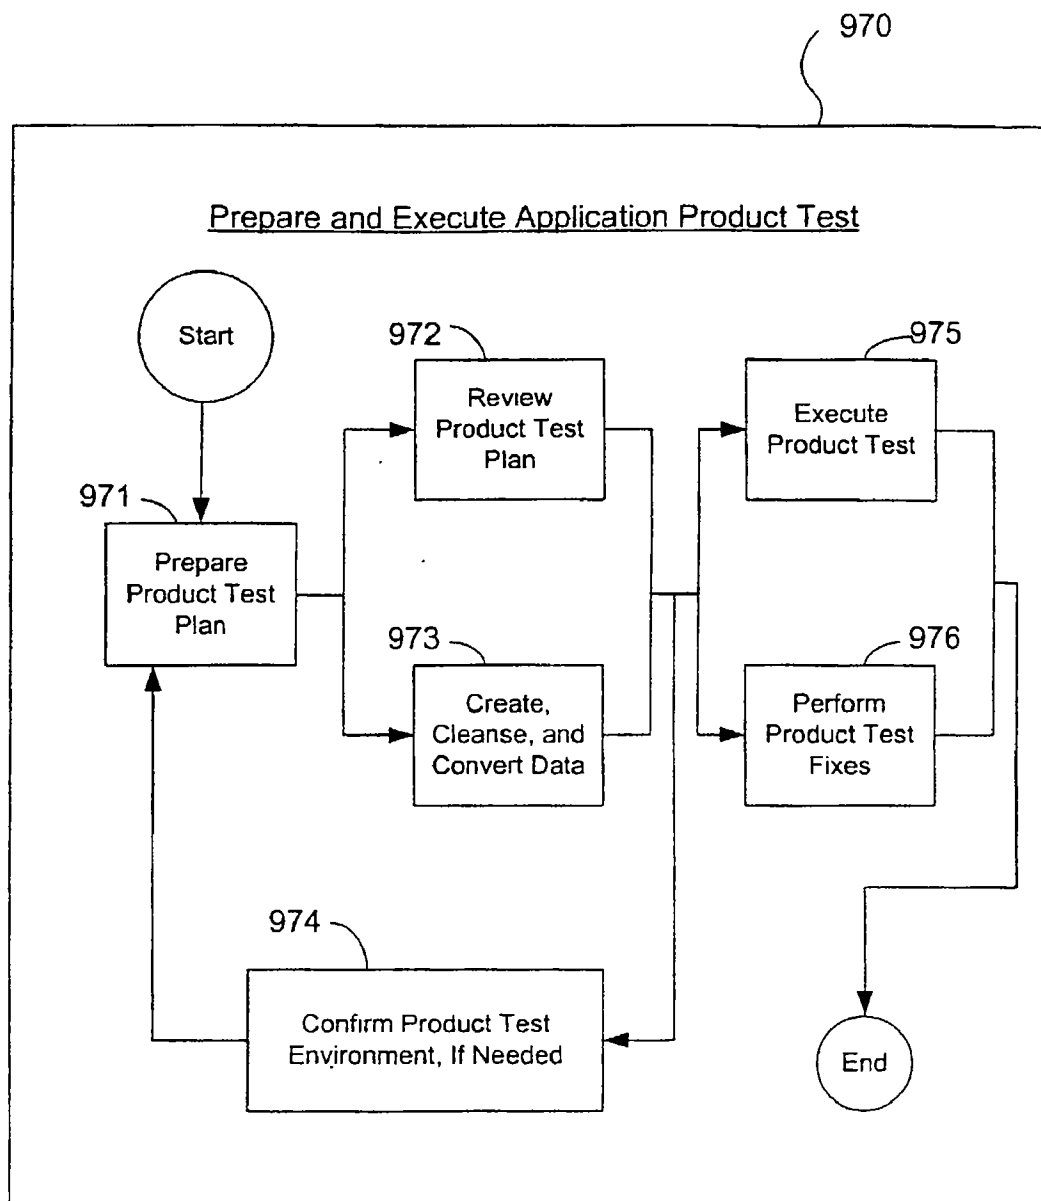 970
Prepare and Execute Application Product Test
Start
972
Review
Product Test
Plan
975
Execute
Product Test
971
Prepare
Product Test
Plan
973
Create,
Cleanse, and
Convert Data
976
Perform
Product Test
Fixes
974
Confirm Product Test
Environment, If Needed
End